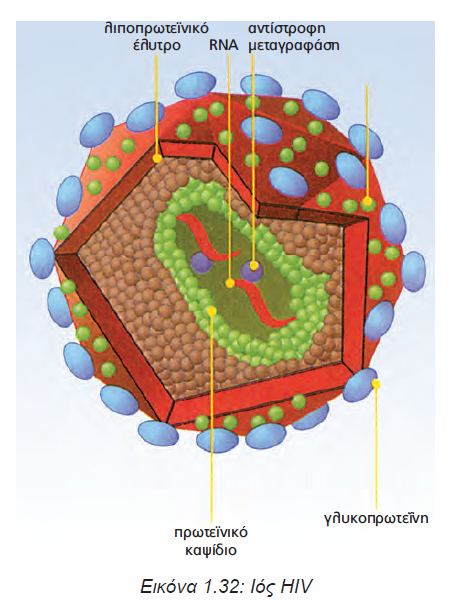 λιποπρωτεϊνικό
έλυτρο
RNA
αντίστροφη
μεταγραφάση
πρωτεϊνικό
καψίδιο
γλυκοπρωτεΐνη
Εικόνα 1.32: Ιός HIV